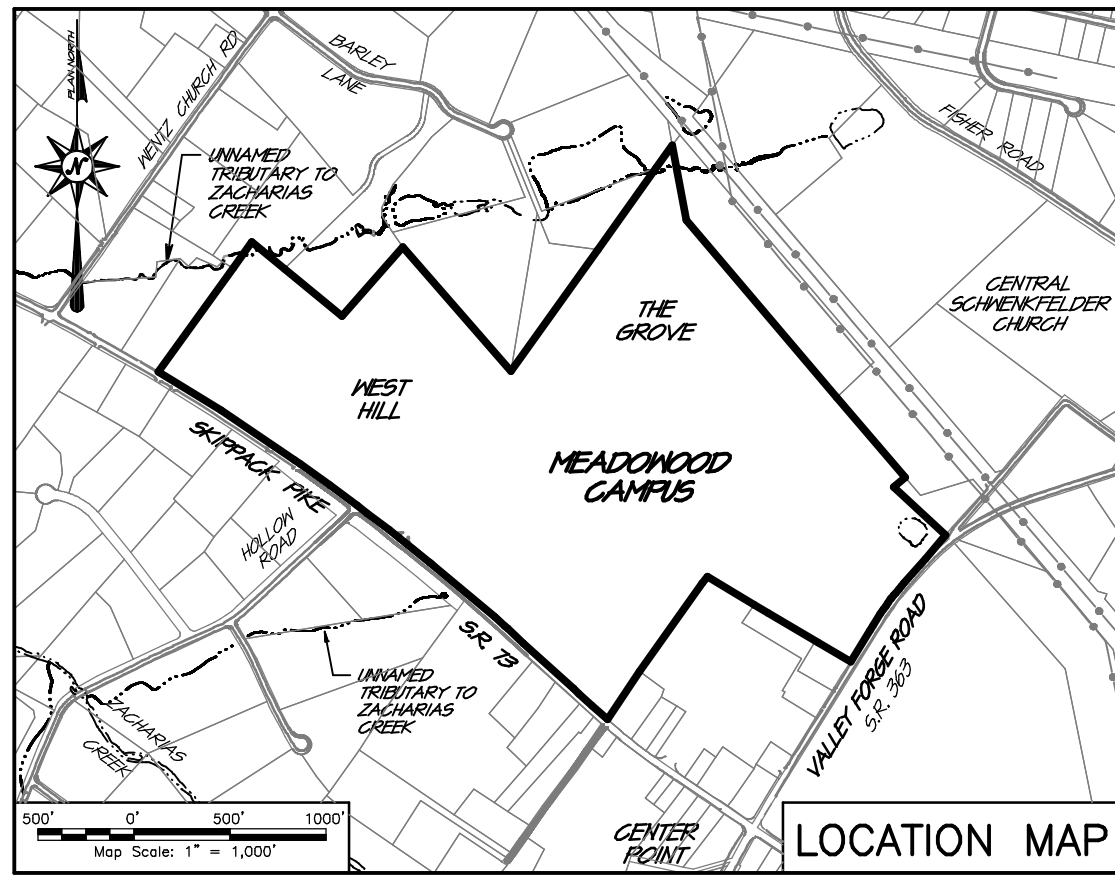 PLAN NORTH
N
WENTZ CHURCH RD
BARLEY
LANE
FISHER ROAD
UNNAMED
TRIBUTARY TO
ZACHARIAS
CREEK
CENTRAL
SCHWENKFELDER
CHURCH
THE
GROVE
WEST
HILL
MEADOWOOD
CAMPUS
SKIPPACK PIKE
HOLLOW
ROAD
S.R. 73
UNNAMED
TRIBUTARY TO
ZACHARIAS
CREEK
VALLEY FORGE ROAD
S.R. 363
ZACHARIAS
CREEK
CENTER
POINT
500' 0' 500' 1000'
Map Scale: 1" = 1,000'
LOCATION MAP